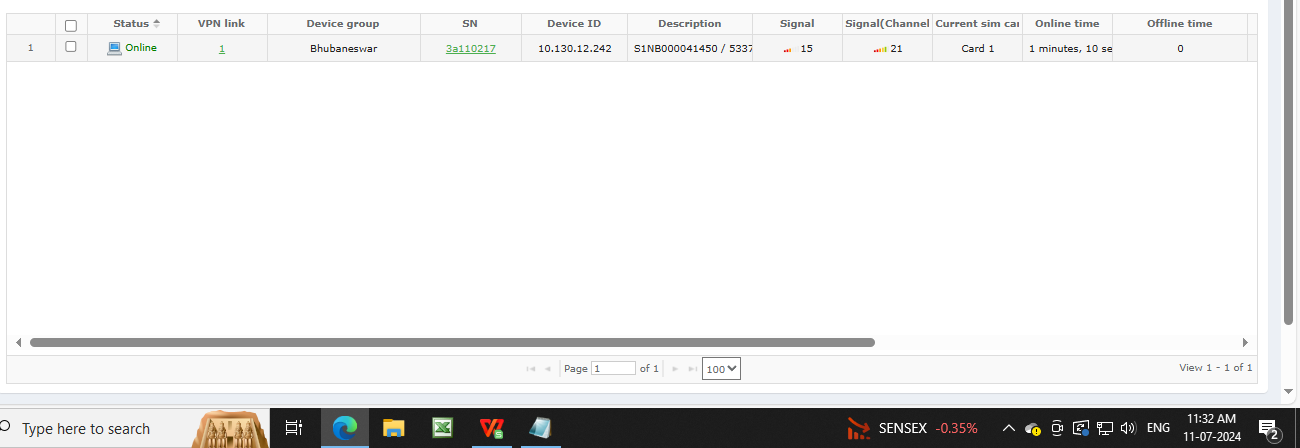 Status VPN link Device group SN Device ID Description Signal Signal(Channel Current sim car Online time Offline time
1 Online 1 Bhubaneswar 3a110217 10.130.12.242 S1NB000041450 / 5337 15 21 Card 1 1 minutes, 10 se 0
Page 1 of 1 100 View 1 - 1 of 1
Type here to search SENSEX -0.35% ENG 11:32 AM
11-07-2024 2